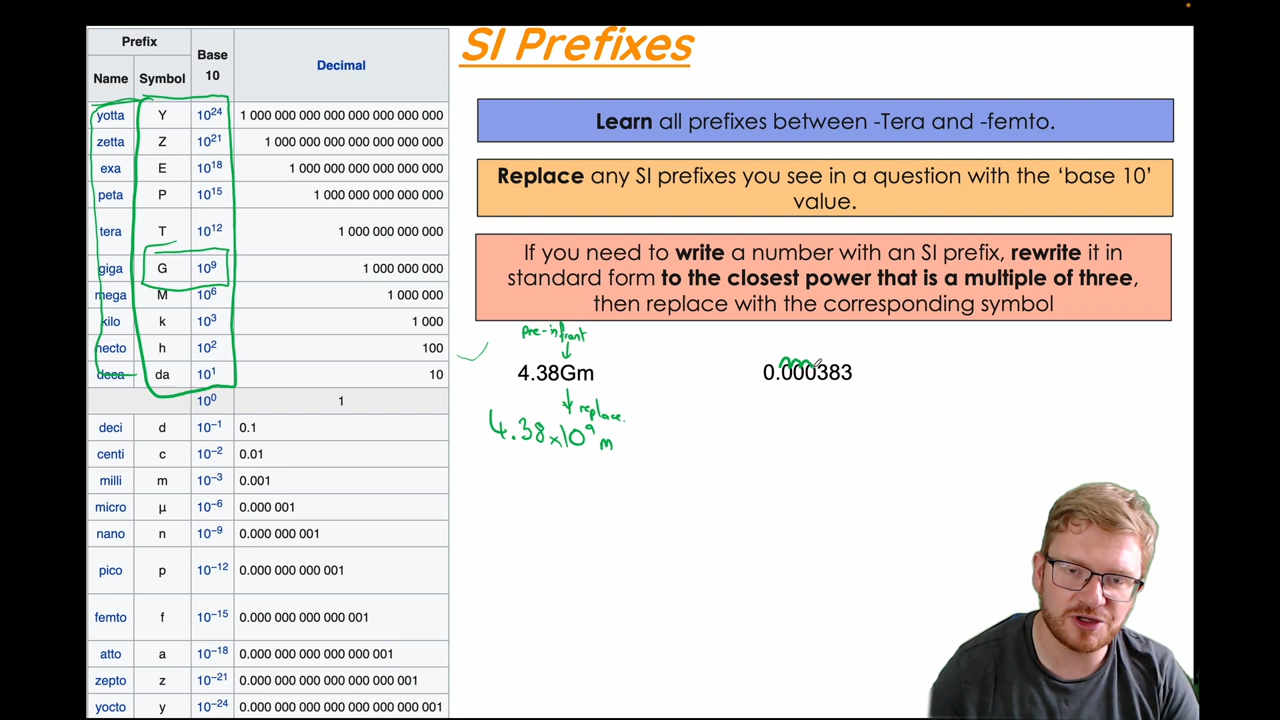 SI Prefixes
Prefix
Base 10
Decimal
Name Symbol
yotta Y 10²⁴ 1 000 000 000 000 000 000 000 000
zetta Z 10²¹ 1 000 000 000 000 000 000 000
exa E 10¹⁸ 1 000 000 000 000 000 000
peta P 10¹⁵ 1 000 000 000 000 000
tera T 10¹² 1 000 000 000 000
giga G 10⁹ 1 000 000 000
mega M 10⁶ 1 000 000
kilo k 10³ 1 000
hecto h 10² 100
deca da 10¹ 10
10⁰ 1
deci d 10⁻¹ 0.1
centi c 10⁻² 0.01
milli m 10⁻³ 0.001
micro μ 10⁻⁶ 0.000 001
nano n 10⁻⁹ 0.000 000 001
pico p 10⁻¹² 0.000 000 000 001
femto f 10⁻¹⁵ 0.000 000 000 000 001
atto a 10⁻¹⁸ 0.000 000 000 000 000 001
zepto z 10⁻²¹ 0.000 000 000 000 000 000 001
yocto y 10⁻²⁴ 0.000 000 000 000 000 000 000 001
Learn all prefixes between -Tera and -femto.
Replace any SI prefixes you see in a question with the ‘base 10’
value.
If you need to write a number with an SI prefix, rewrite it in
standard form to the closest power that is a multiple of three,
then replace with the corresponding symbol
pre-infront
4.38Gm
replace.
4.38×10⁹ m
0.000383